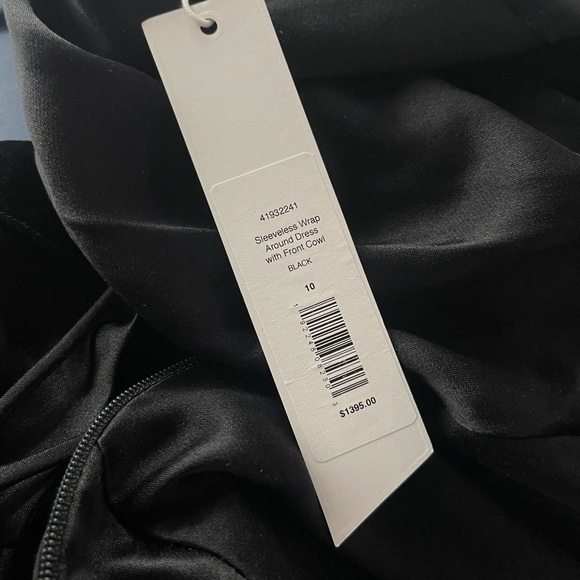 41932241
Sleeveless Wrap
Around Dress
with Front Cowl
BLACK
10
$1395.00